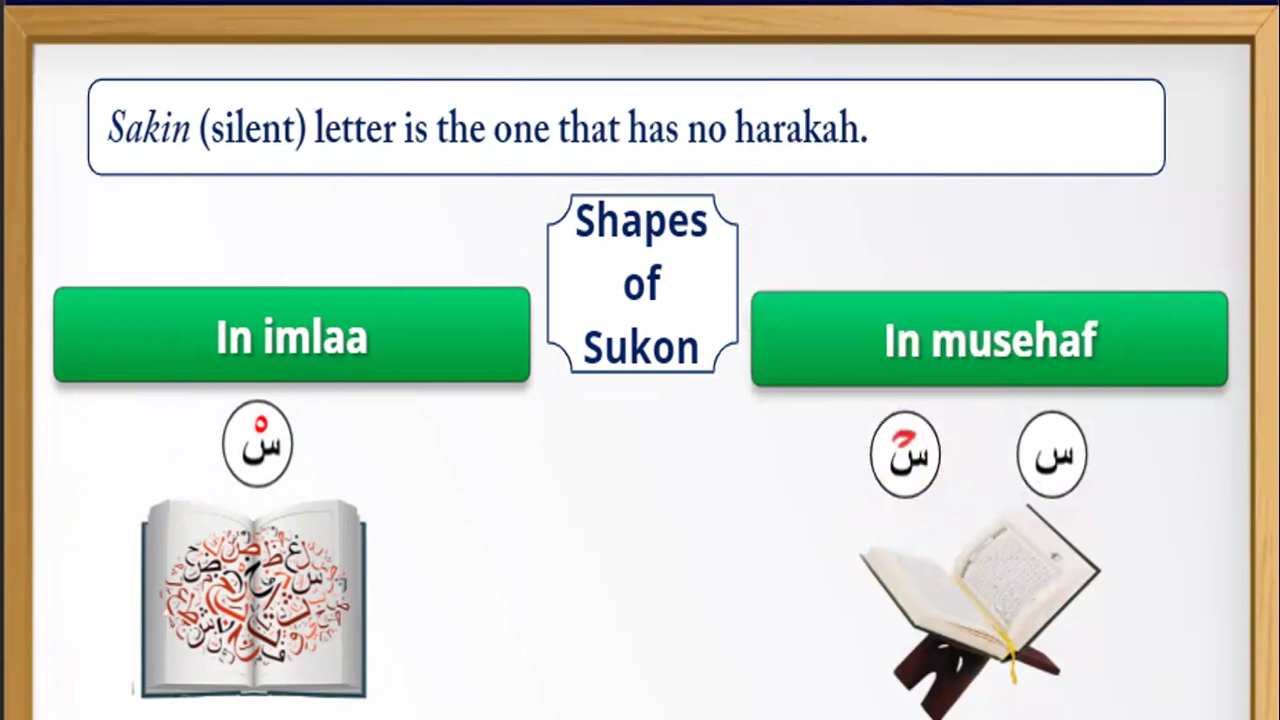 Sakin (silent) letter is the one that has no harakah.
Shapes
of
Sukon
In imlaa
In musehaf
سْ
سۡ س